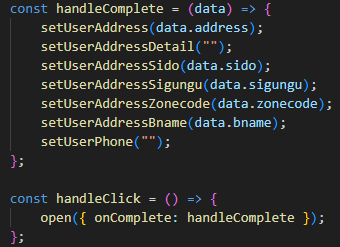 const handleComplete = (data) => {
    setUserAddress(data.address);
    setUserAddressDetail("");
    setUserAddressSido(data.sido);
    setUserAddressSigungu(data.sigungu);
    setUserAddressZonecode(data.zonecode);
    setUserAddressBname(data.bname);
    setUserPhone("");
};

const handleClick = () => {
    open({ onComplete: handleComplete });
};